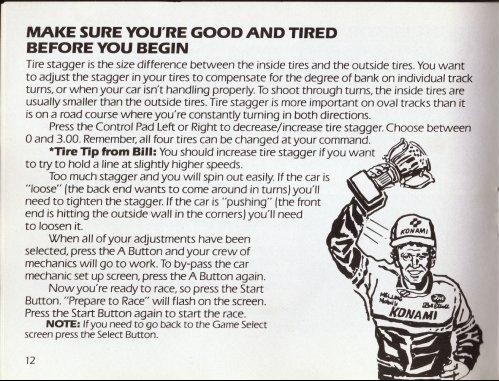 MAKE SURE YOU'RE GOOD AND TIRED
BEFORE YOU BEGIN
Tire stagger is the size difference between the inside tires and the outside tires. You want
to adjust the stagger in your tires to compensate for the degree of bank on individual track
turns, or when your car isn't handling properly. To shoot through turns, the inside tires are
usually smaller than the outside tires. Tire stagger is more important on oval tracks than it
is on a road course where you're constantly turning in both directions.
Press the Control Pad Left or Right to decrease/increase tire stagger. Choose between
0 and 3.00. Remember, all four tires can be changed at your command.
*Tire Tip from Bill: You should increase tire stagger if you want
to try to hold a line at slightly higher speeds.
Too much stagger and you will spin out easily. If the car is
"loose" (the back end wants to come around in turns) you'll
need to tighten the stagger. If the car is "pushing" (the front
end is hitting the outside wall in the corners) you'll need
to loosen it.
When all of your adjustments have been
selected, press the A Button and your crew of
mechanics will go to work. To by-pass the car
mechanic set up screen, press the A Button again.
Now you're ready to race, so press the Start
Button. "Prepare to Race" will flash on the screen.
Press the Start Button again to start the race.
NOTE: If you need to go back to the Game Select
screen press the Select Button.
12
KONAMI
KONAMI